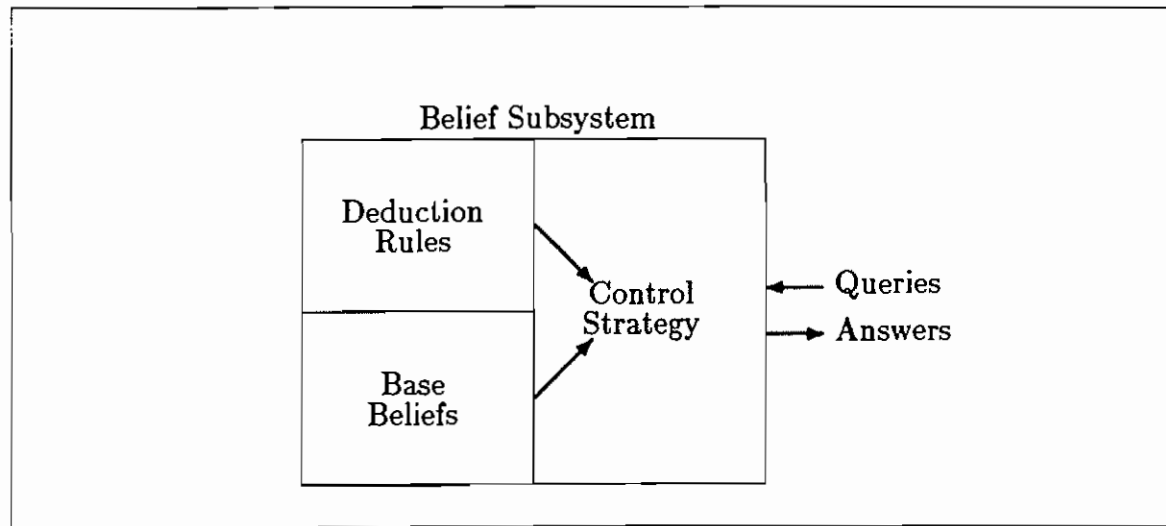 Belief Subsystem
Deduction
Rules
Control
Strategy
Base
Beliefs
Queries
Answers